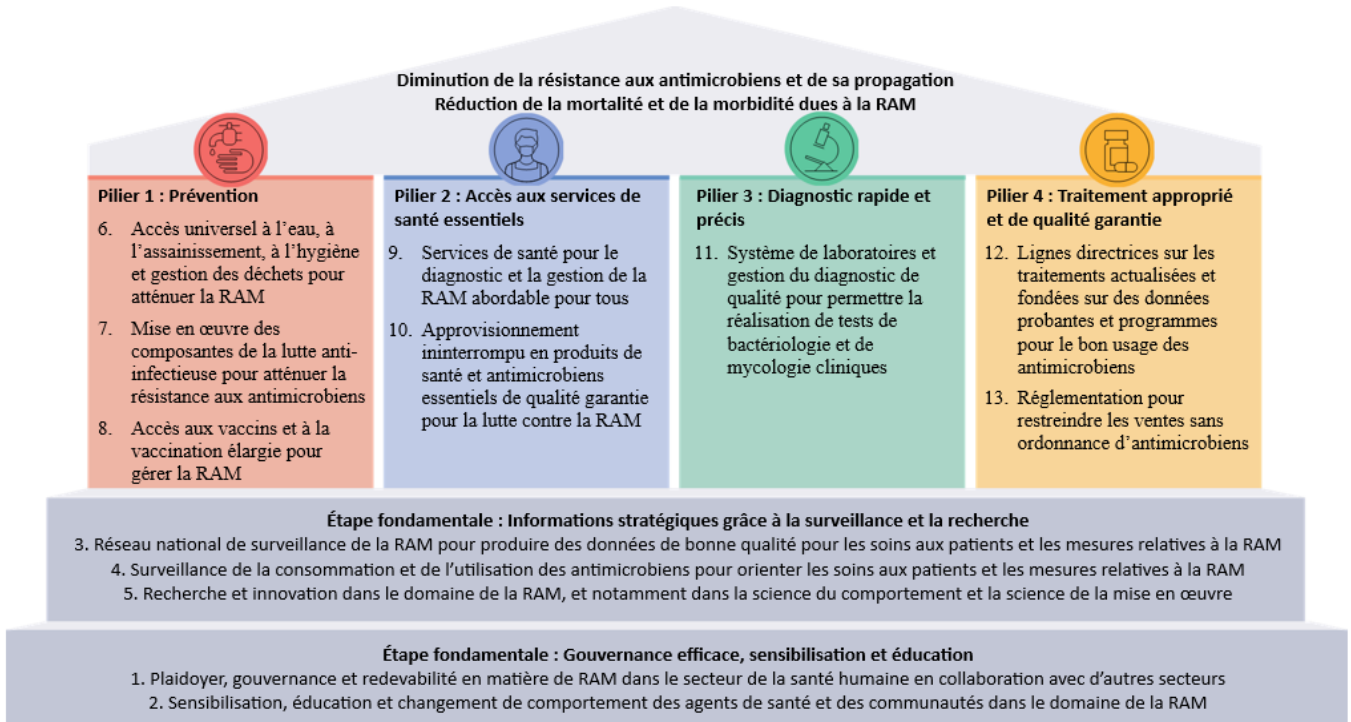 Diminution de la résistance aux antimicrobiens et de sa propagation
Réduction de la mortalité et de la morbidité dues à la RAM
Pilier 1 : Prévention
6. Accès universel à l’eau, à
l’assainissement, à l’hygiène
et gestion des déchets pour
atténuer la RAM
7. Mise en œuvre des
composantes de la lutte anti-
infectieuse pour atténuer la
résistance aux antimicrobiens
8. Accès aux vaccins et à la
vaccination élargie pour
gérer la RAM
Pilier 2 : Accès aux services de
santé essentiels
9. Services de santé pour le
diagnostic et la gestion de la
RAM abordable pour tous
10. Approvisionnement
ininterrompu en produits de
santé et antimicrobiens
essentiels de qualité garantie
pour la lutte contre la RAM
Pilier 3 : Diagnostic rapide et
précis
11. Système de laboratoires et
gestion du diagnostic de
qualité pour permettre la
réalisation de tests de
bactériologie et de
mycologie cliniques
Pilier 4 : Traitement approprié
et de qualité garantie
12. Lignes directrices sur les
traitements actualisées et
fondées sur des données
probantes et programmes
pour le bon usage des
antimicrobiens
13. Réglementation pour
restreindre les ventes sans
ordonnance d’antimicrobiens
Étape fondamentale : Informations stratégiques grâce à la surveillance et la recherche
3. Réseau national de surveillance de la RAM pour produire des données de bonne qualité pour les soins aux patients et les mesures relatives à la RAM
4. Surveillance de la consommation et de l’utilisation des antimicrobiens pour orienter les soins aux patients et les mesures relatives à la RAM
5. Recherche et innovation dans le domaine de la RAM, et notamment dans la science du comportement et la science de la mise en œuvre
Étape fondamentale : Gouvernance efficace, sensibilisation et éducation
1. Plaidoyer, gouvernance et redevabilité en matière de RAM dans le secteur de la santé humaine en collaboration avec d’autres secteurs
2. Sensibilisation, éducation et changement de comportement des agents de santé et des communautés dans le domaine de la RAM